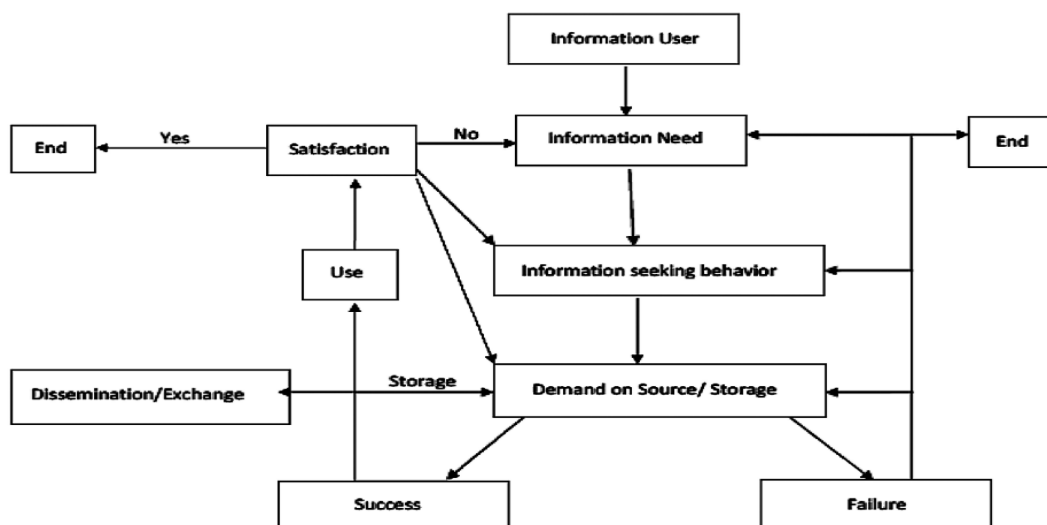 Information User
End
Yes
Satisfaction
No
Information Need
End
Use
Information seeking behavior
Dissemination/Exchange
Storage
Demand on Source/ Storage
Success
Failure